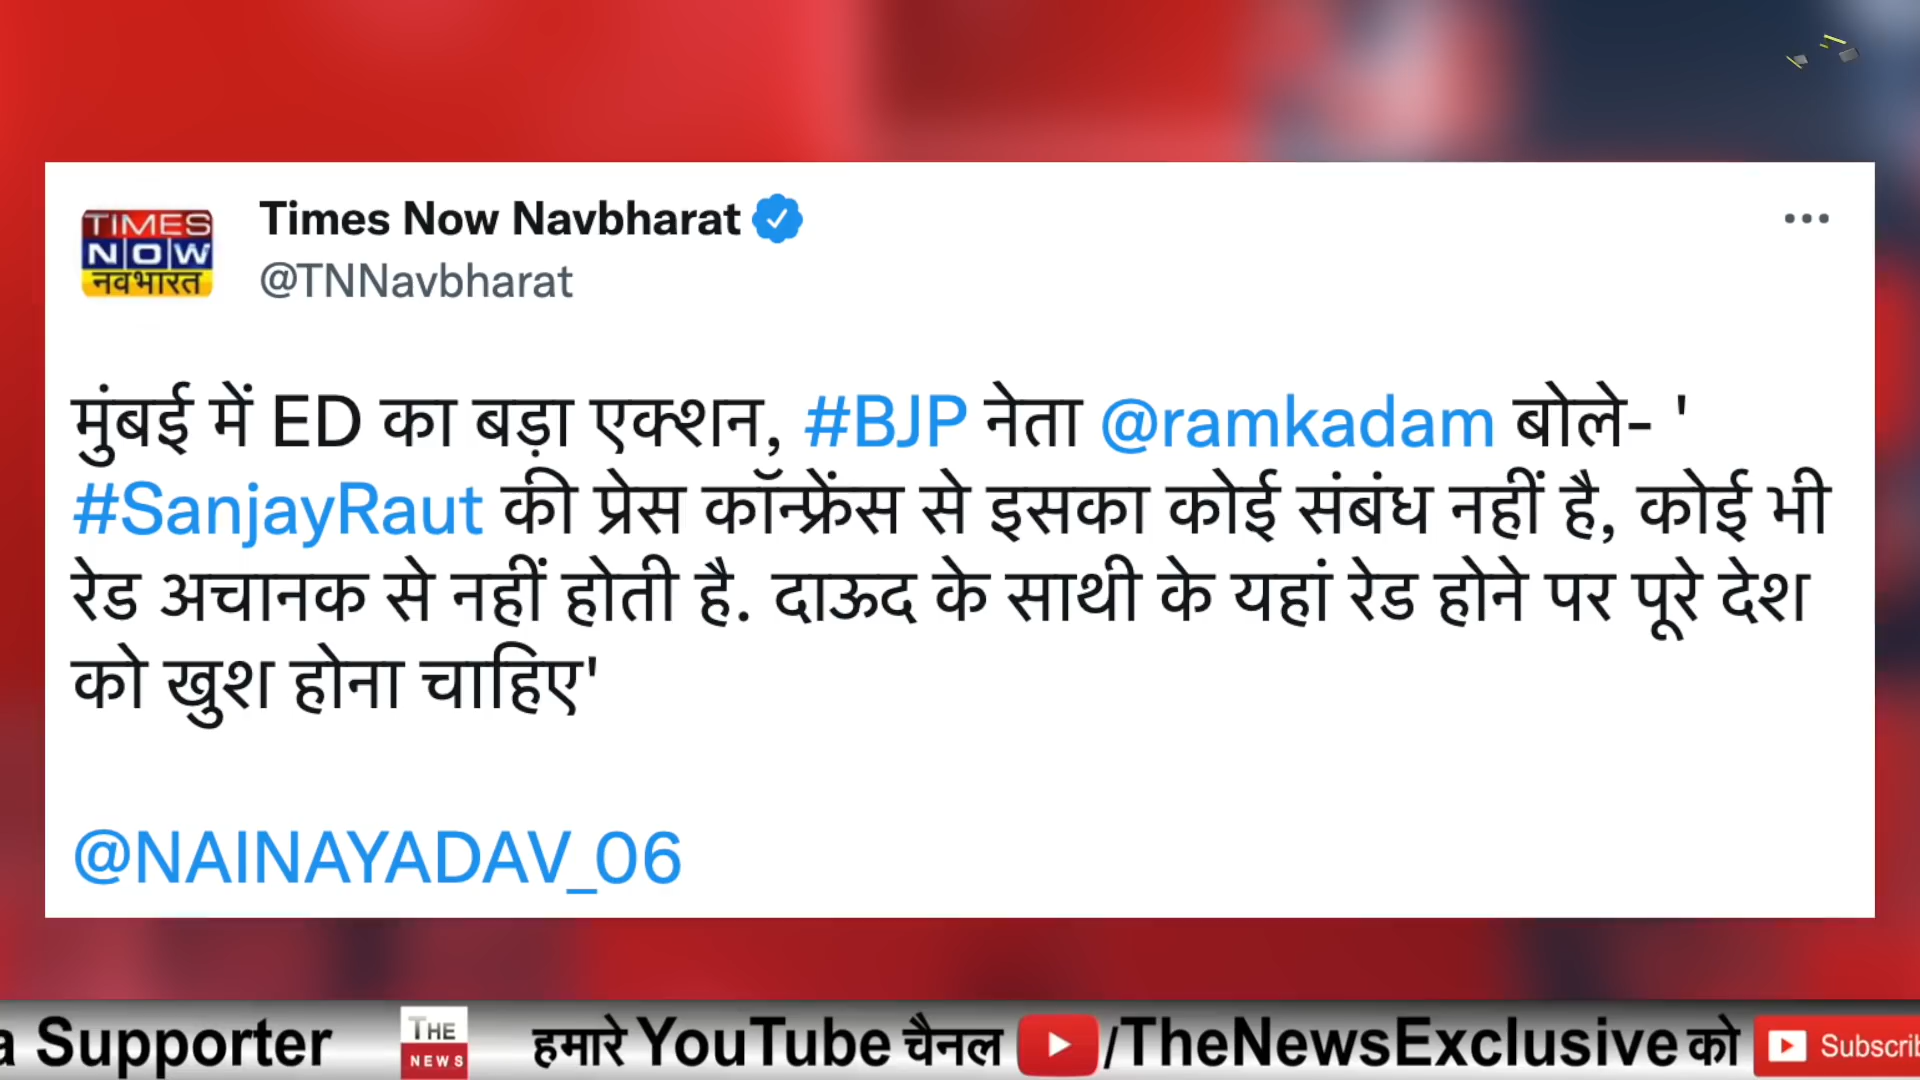 TIMES
NOW
नवभारत
Times Now Navbharat
@TNNavbharat
मुंबई में ED का बड़ा एक्शन, #BJP नेता @ramkadam बोले- '
#SanjayRaut की प्रेस कॉन्फ्रेंस से इसका कोई संबंध नहीं है, कोई भी
रेड अचानक से नहीं होती है. दाऊद के साथी के यहां रेड होने पर पूरे देश
को खुश होना चाहिए'
@NAINAYADAV_06
a Supporter THE NEWS हमारे YouTube चैनल /TheNewsExclusive को Subscrib